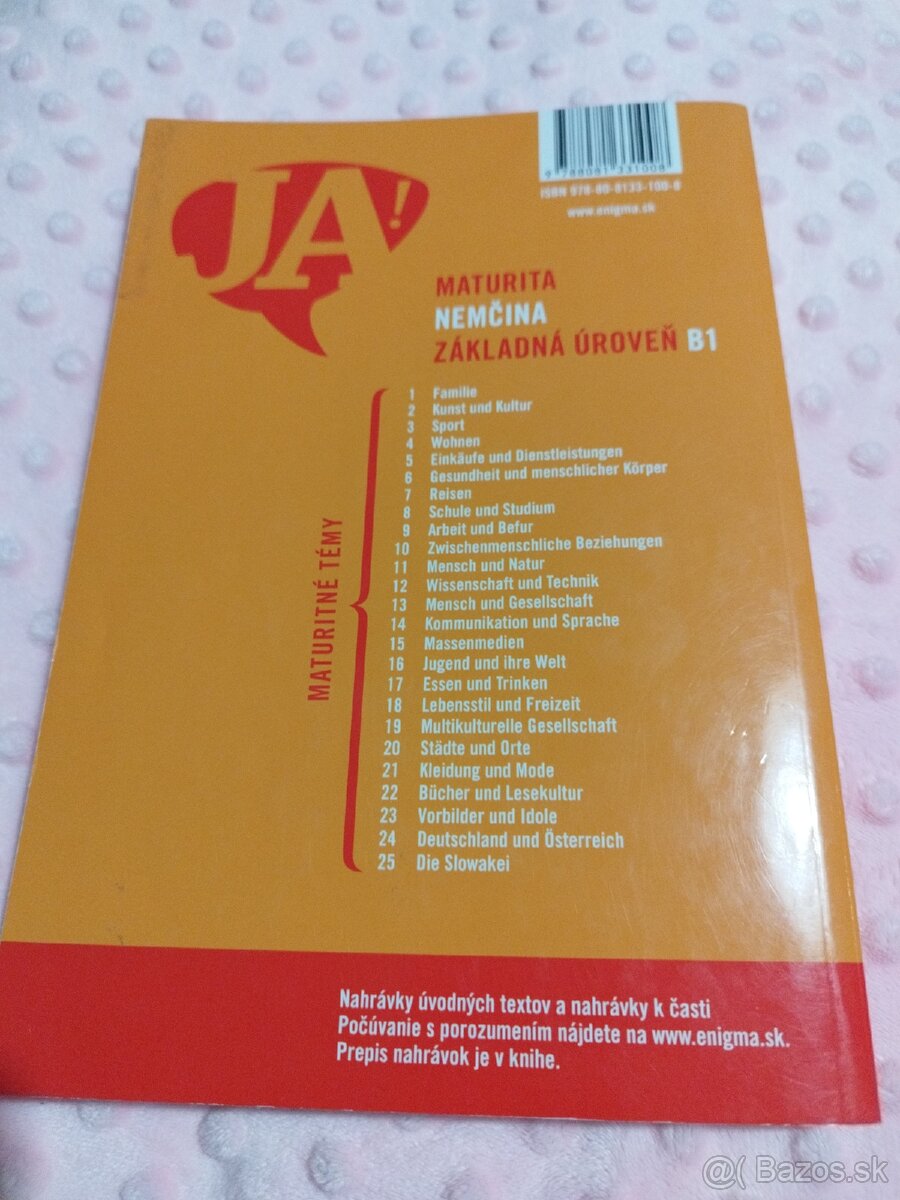 JA!
9 788081 331008
ISBN 978-80-8133-100-8
www.enigma.sk
MATURITA
NEMČINA
ZÁKLADNÁ ÚROVEŇ B1
MATURITNÉ TÉMY
1 Familie
2 Kunst und Kultur
3 Sport
4 Wohnen
5 Einkäufe und Dienstleistungen
6 Gesundheit und menschlicher Körper
7 Reisen
8 Schule und Studium
9 Arbeit und Befur
10 Zwischenmenschliche Beziehungen
11 Mensch und Natur
12 Wissenschaft und Technik
13 Mensch und Gesellschaft
14 Kommunikation und Sprache
15 Massenmedien
16 Jugend und ihre Welt
17 Essen und Trinken
18 Lebensstil und Freizeit
19 Multikulturelle Gesellschaft
20 Städte und Orte
21 Kleidung und Mode
22 Bücher und Lesekultur
23 Vorbilder und Idole
24 Deutschland und Österreich
25 Die Slowakei
Nahrávky úvodných textov a nahrávky k časti
Počúvanie s porozumením nájdete na www.enigma.sk.
Prepis nahrávok je v knihe.
@( Bazos.sk